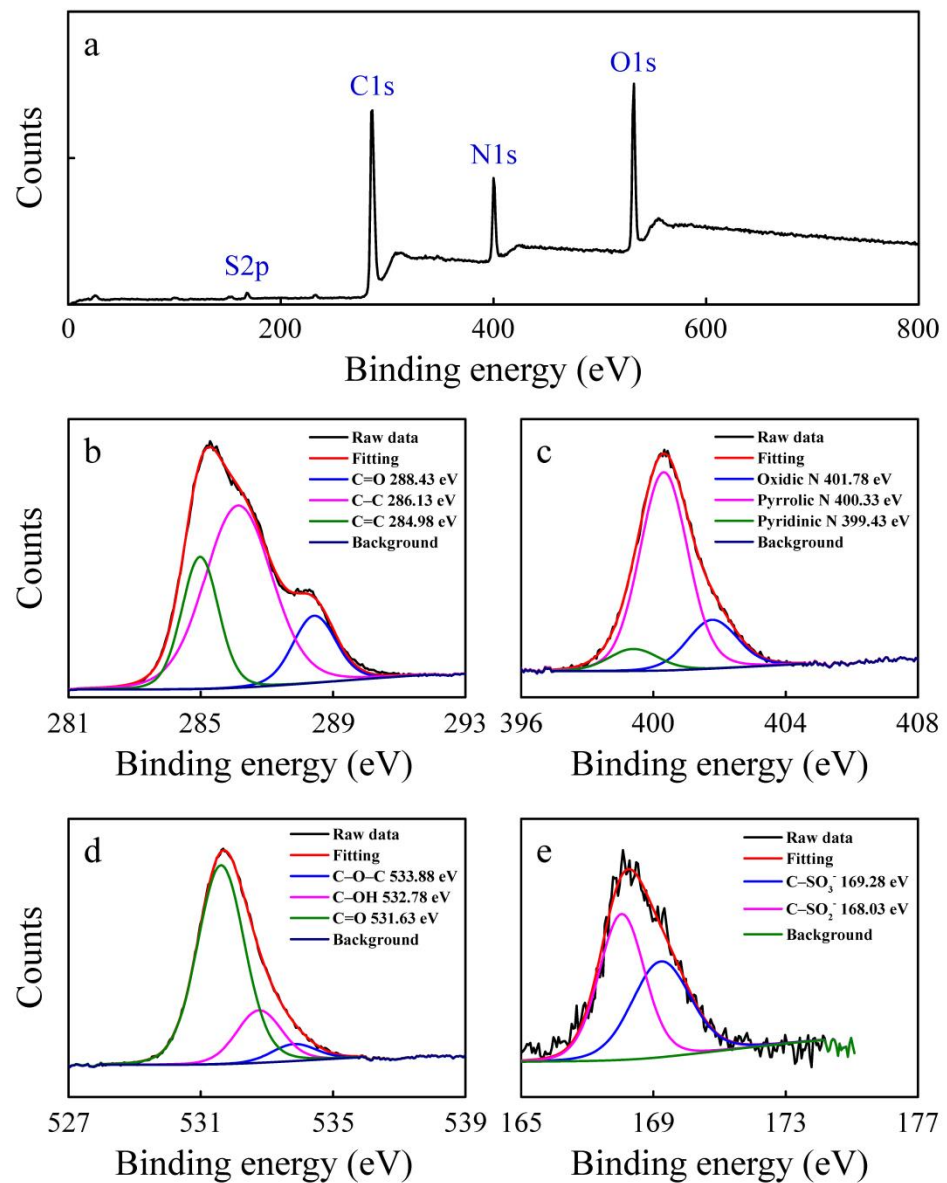 a
O1s
C1s
N1s
S2p
Counts
0 200 400 600 800
Binding energy (eV)
b
Raw data
Fitting
C=O 288.43 eV
C–C 286.13 eV
C=C 284.98 eV
Background
Counts
281 285 289 293
Binding energy (eV)
c
Raw data
Fitting
Oxidic N 401.78 eV
Pyrrolic N 400.33 eV
Pyridinic N 399.43 eV
Background
396 400 404 408
Binding energy (eV)
d
Raw data
Fitting
C–O–C 533.88 eV
C–OH 532.78 eV
C=O 531.63 eV
Background
Counts
527 531 535 539
Binding energy (eV)
e
Raw data
Fitting
C–SO₃⁻ 169.28 eV
C–SO₂⁻ 168.03 eV
Background
165 169 173 177
Binding energy (eV)